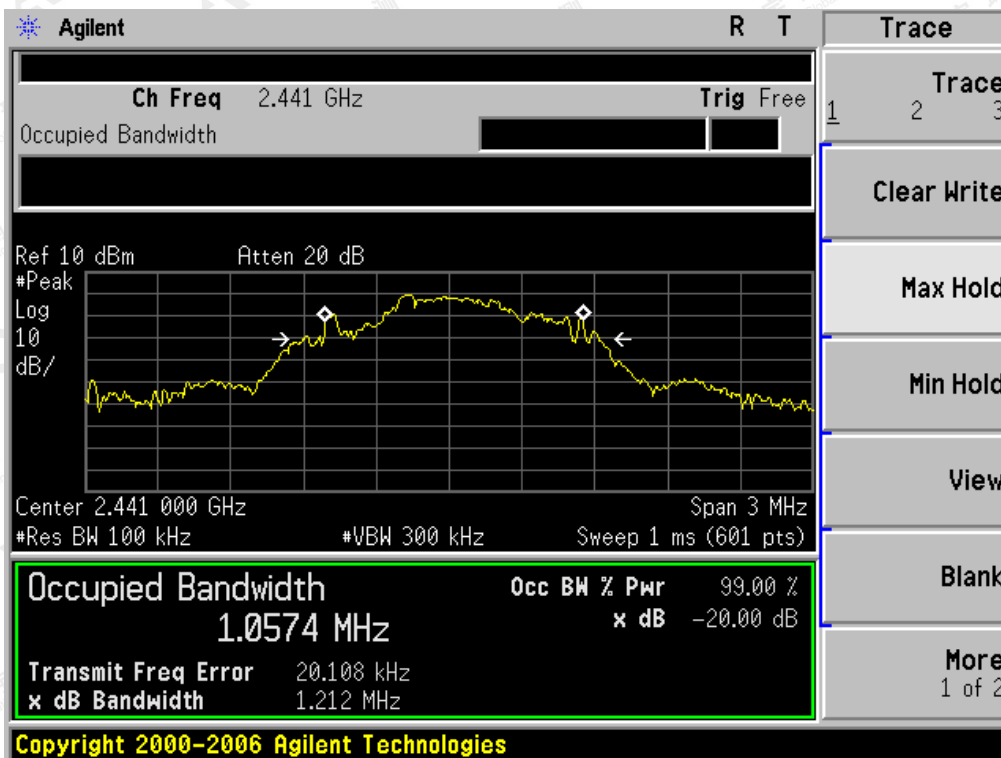 Agilent R T
Ch Freq 2.441 GHz Trig Free
Occupied Bandwidth
Ref 10 dBm Atten 20 dB
#Peak
Log
10
dB/
Center 2.441 000 GHz Span 3 MHz
#Res BW 100 kHz #VBW 300 kHz Sweep 1 ms (601 pts)
Occupied Bandwidth
1.0574 MHz
Occ BW % Pwr 99.00 %
x dB -20.00 dB
Transmit Freq Error 20.108 kHz
x dB Bandwidth 1.212 MHz
Copyright 2000-2006 Agilent Technologies
Trace
Trace
1 2 3
Clear Write
Max Hold
Min Hold
View
Blank
More
1 of 2